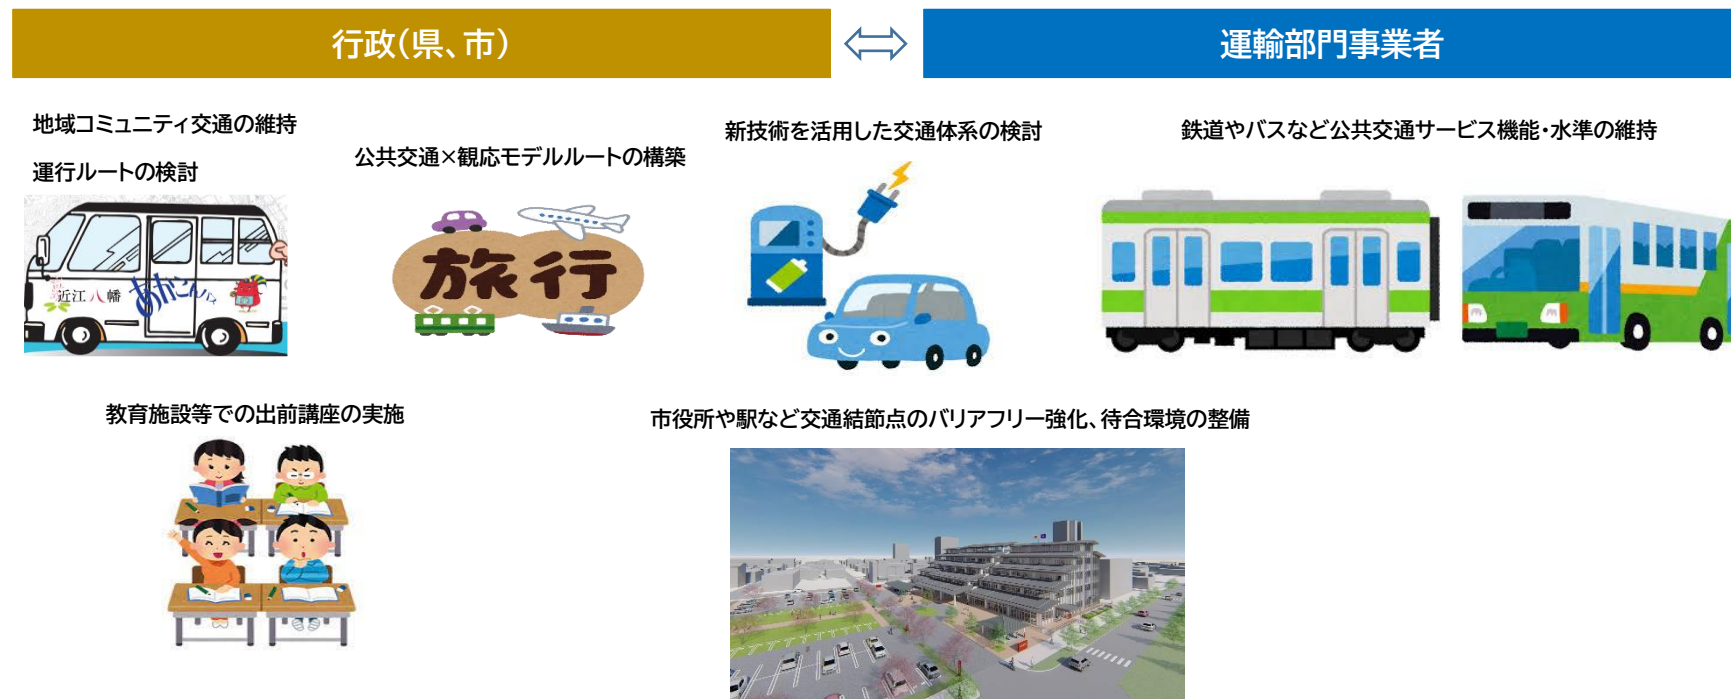 行政(県、市)
運輸部門事業者
地域コミュニティ交通の維持
運行ルートの検討
公共交通×観応モデルルートの構築
新技術を活用した交通体系の検討
鉄道やバスなど公共交通サービス機能・水準の維持
近江八幡
あかこんバス
旅行
教育施設等での出前講座の実施
市役所や駅など交通結節点のバリアフリー強化、待合環境の整備